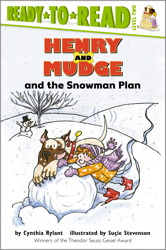 READY-TO-READ
LEVEL TWO
HENRY
AND
MUDGE
and the Snowman Plan
by Cynthia Rylant illustrated by Suçie Stevenson
Winners of the Theodor Seuss Geisel Award